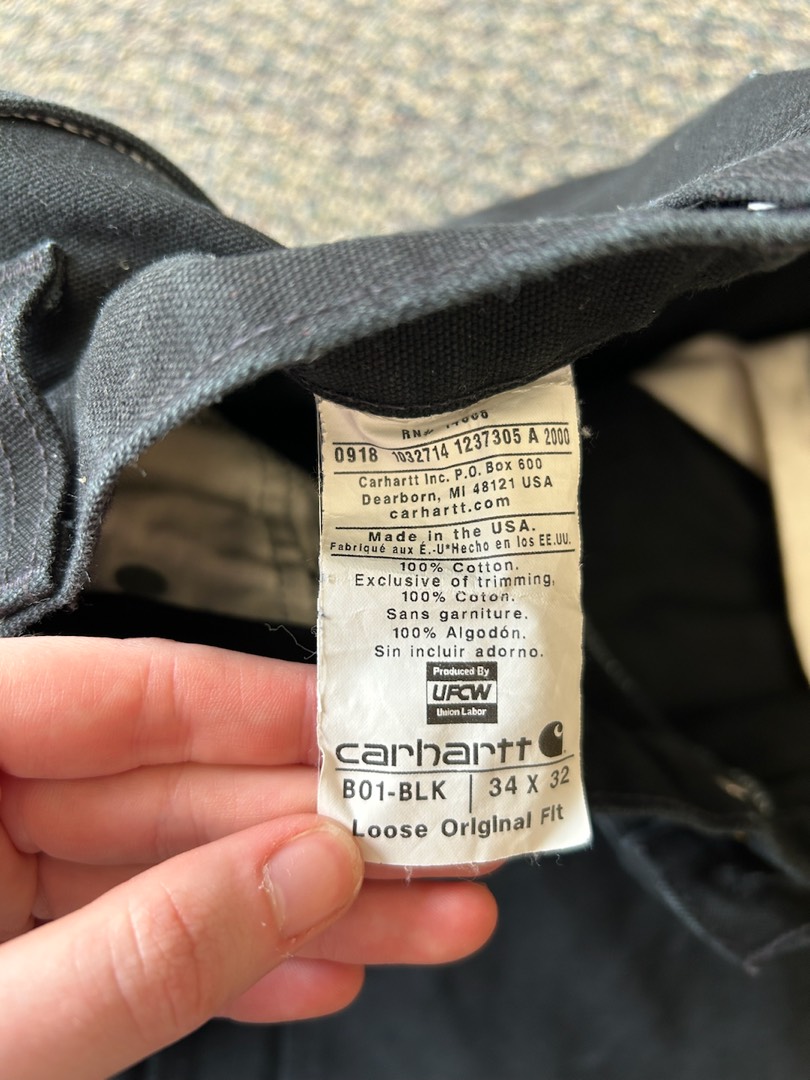 RN#
0918 1032714 1237305 A 2000
Carhartt Inc. P.O. Box 600
Dearborn, MI 48121 USA
carhartt.com
Made in the USA.
Fabriqué aux É.-U*Hecho en los EE.UU.
100% Cotton.
Exclusive of trimming.
100% Coton.
Sans garniture.
100% Algodón.
Sin incluir adorno.
Produced By
UFCW
Union Labor
carhartt
B01-BLK | 34 X 32
Loose Original Fit